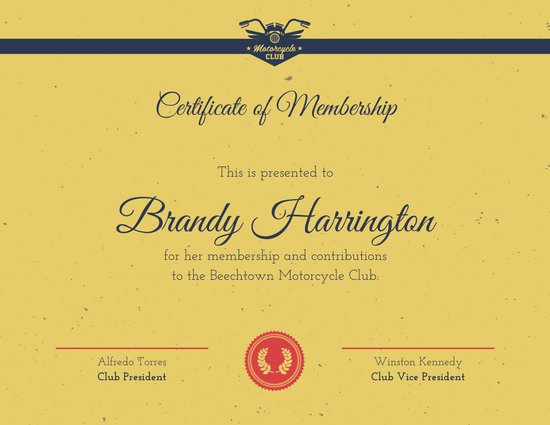 Motorcycle
CLUB
Certificate of Membership
This is presented to
Brandy Harrington
for her membership and contributions
to the Beechtown Motorcycle Club.
Alfredo Torres
Club President
Winston Kennedy
Club Vice President